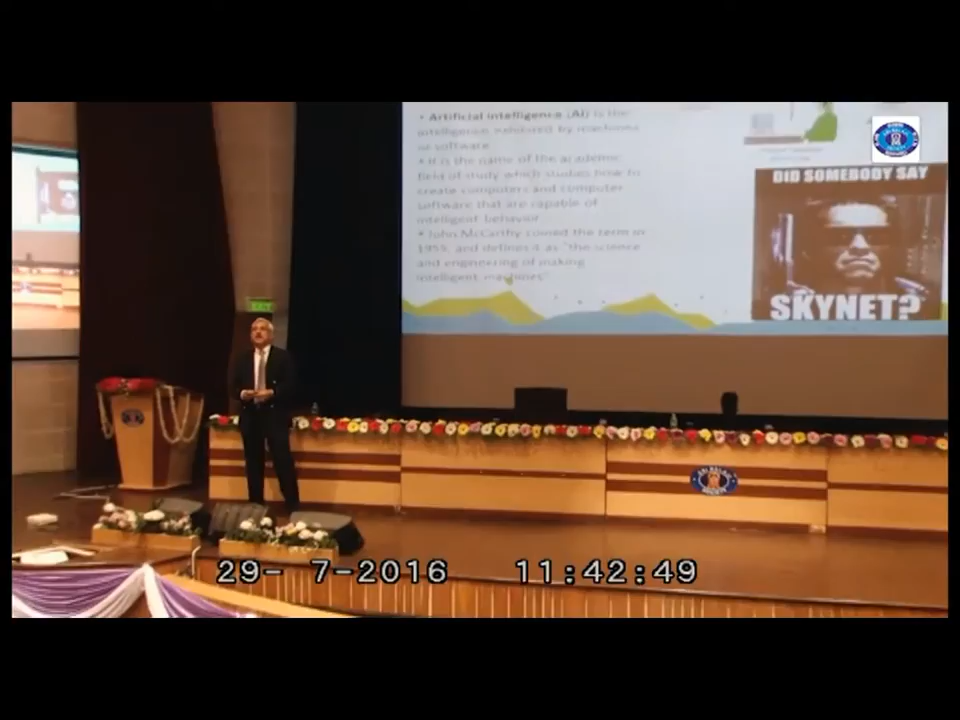 • Artificial intelligence (AI) is the
intelligence exhibited by machines
or software
• It is the name of the academic
field of study which studies how to
create computers and computer
software that are capable of
intelligent behavior
• John McCarthy coined the term in
1955, and defines it as "the science
and engineering of making
intelligent machines"
DID SOMEBODY SAY
SKYNET?
EXIT
29- 7-2016 11:42:49